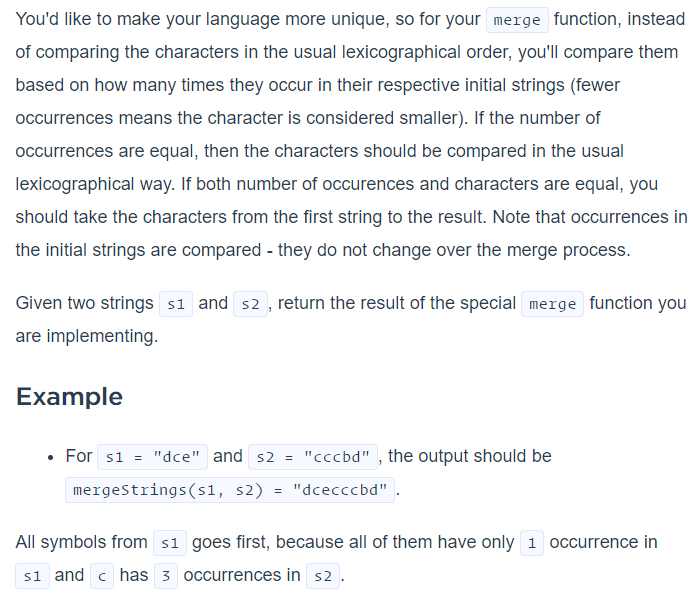 You'd like to make your language more unique, so for your merge function, instead
of comparing the characters in the usual lexicographical order, you'll compare them
based on how many times they occur in their respective initial strings (fewer
occurrences means the character is considered smaller). If the number of
occurrences are equal, then the characters should be compared in the usual
lexicographical way. If both number of occurences and characters are equal, you
should take the characters from the first string to the result. Note that occurrences in
the initial strings are compared - they do not change over the merge process.
Given two strings s1 and s2, return the result of the special merge function you
are implementing.
Example
• For s1 = "dce" and s2 = "cccbd", the output should be
mergeStrings(s1, s2) = "dcecccbd".
All symbols from s1 goes first, because all of them have only 1 occurrence in
s1 and c has 3 occurrences in s2.